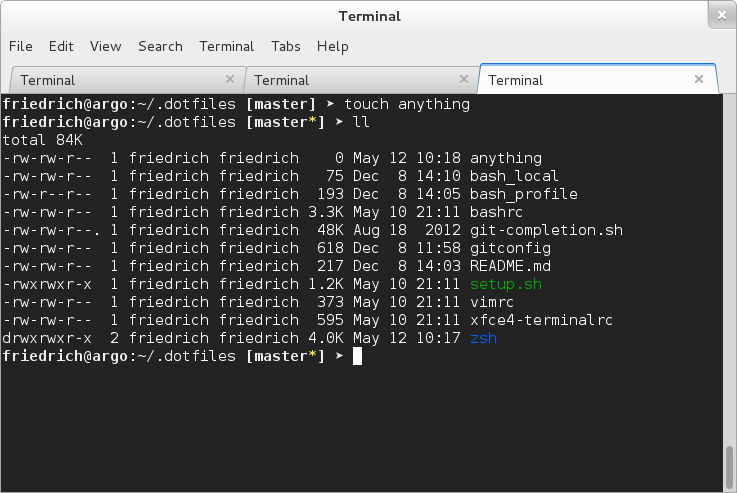 Terminal
File Edit View Search Terminal Tabs Help
Terminal Terminal Terminal
friedrich@argo:~/.dotfiles [master] ➤ touch anything
friedrich@argo:~/.dotfiles [master*] ➤ ll
total 84K
-rw-rw-r--  1 friedrich friedrich    0 May 12 10:18 anything
-rw-rw-r--  1 friedrich friedrich   75 Dec  8 14:10 bash_local
-rw-r--r--  1 friedrich friedrich  193 Dec  8 14:05 bash_profile
-rw-rw-r--  1 friedrich friedrich 3.3K May 10 21:11 bashrc
-rw-rw-r--. 1 friedrich friedrich  48K Aug 18  2012 git-completion.sh
-rw-rw-r--  1 friedrich friedrich  618 Dec  8 11:58 gitconfig
-rw-rw-r--  1 friedrich friedrich  217 Dec  8 14:03 README.md
-rwxrwxr-x  1 friedrich friedrich 1.2K May 10 21:11 setup.sh
-rw-rw-r--  1 friedrich friedrich  373 May 10 21:11 vimrc
-rw-rw-r--  1 friedrich friedrich  595 May 10 21:11 xfce4-terminalrc
drwxrwxr-x  2 friedrich friedrich 4.0K May 12 10:17 zsh
friedrich@argo:~/.dotfiles [master*] ➤